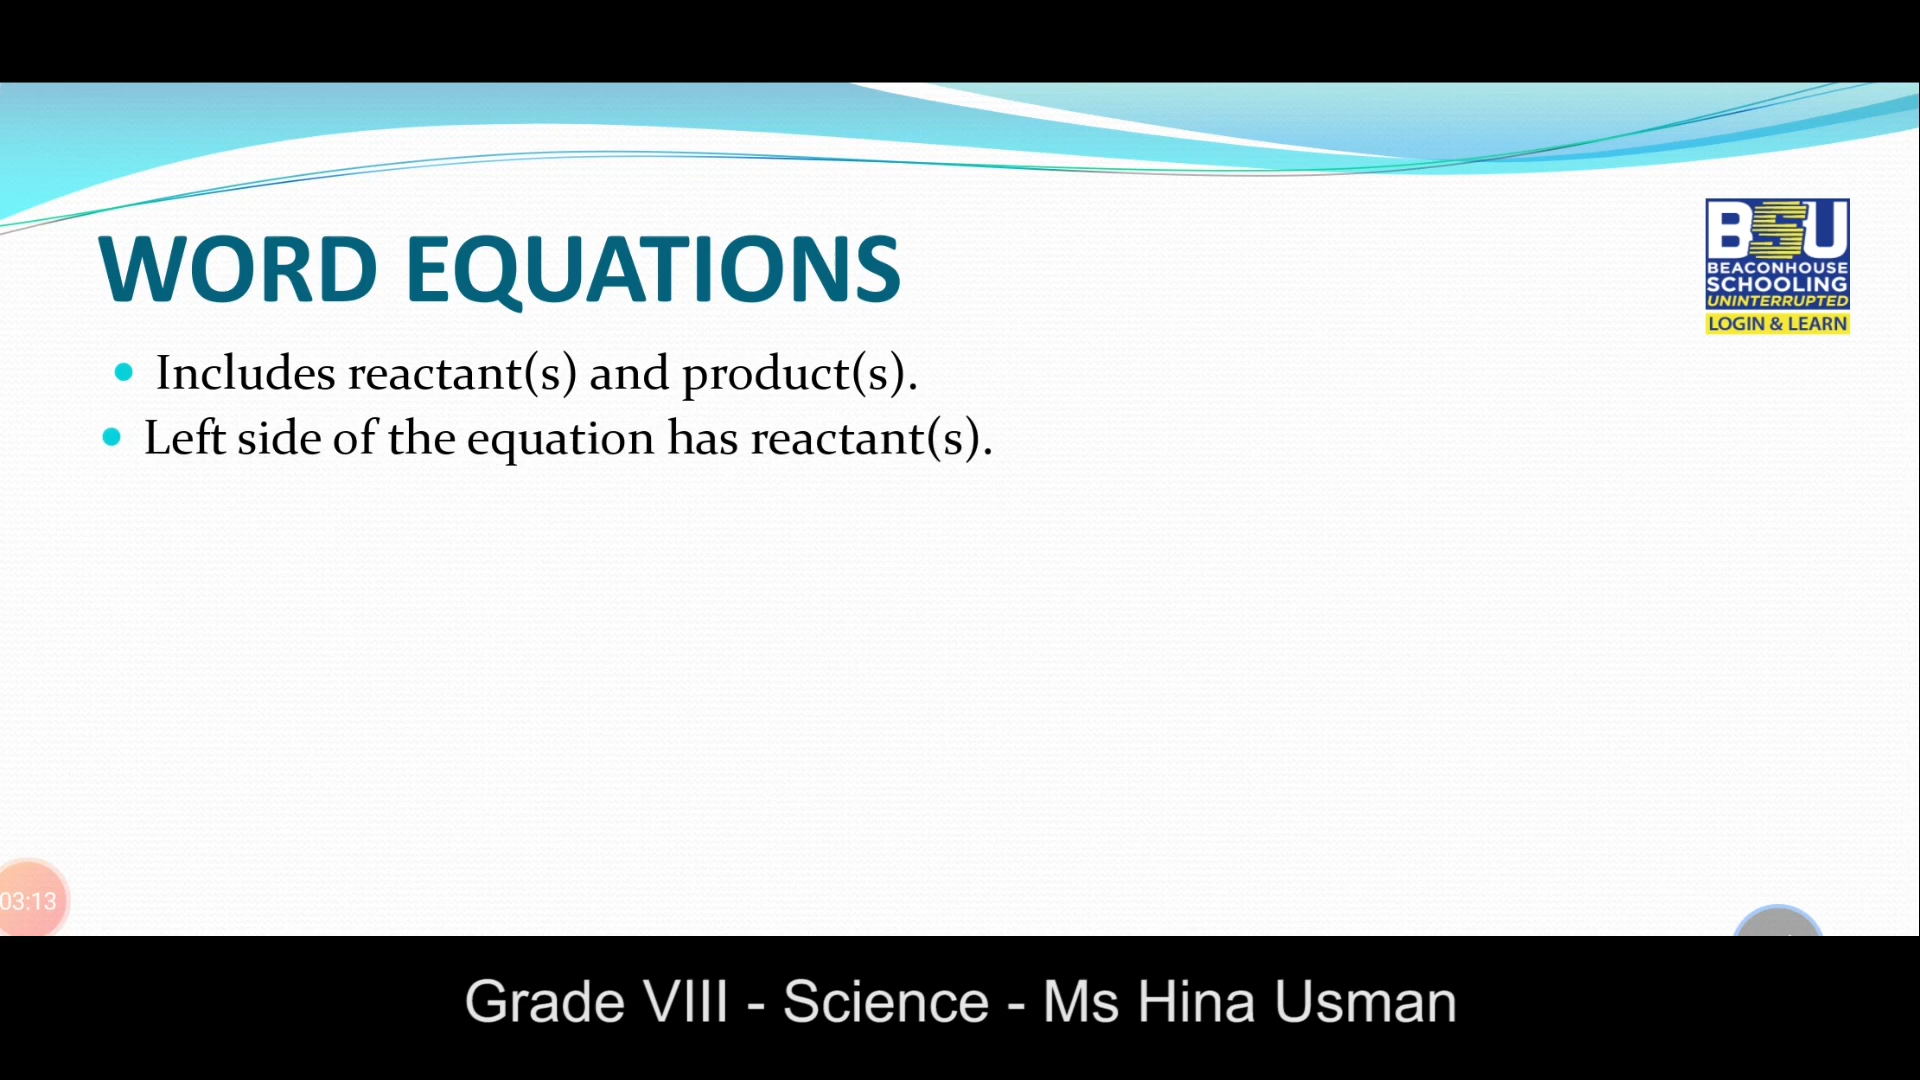 WORD EQUATIONS
BSU
BEACONHOUSE
SCHOOLING
UNINTERRUPTED
LOGIN & LEARN
Includes reactant(s) and product(s).
Left side of the equation has reactant(s).
03:13
Grade VIII - Science - Ms Hina Usman